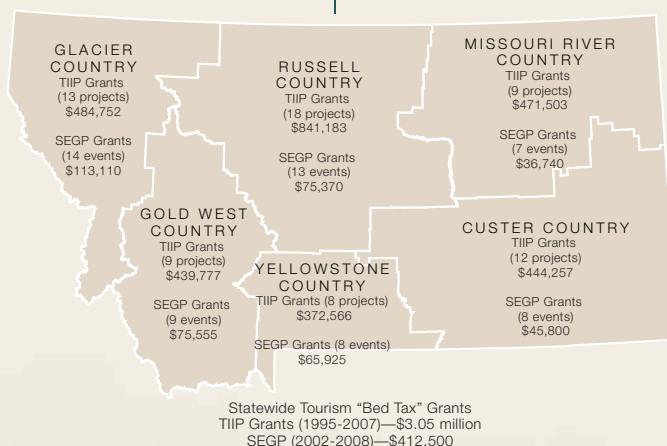 GLACIER
COUNTRY
TIIP Grants
(13 projects)
$484,752
SEGP Grants
(14 events)
$113,110
RUSSELL
COUNTRY
TIIP Grants
(18 projects)
$841,183
SEGP Grants
(13 events)
$75,370
MISSOURI RIVER
COUNTRY
TIIP Grants
(9 projects)
$471,503
SEGP Grants
(7 events)
$36,740
GOLD WEST
COUNTRY
TIIP Grants
(9 projects)
$439,777
SEGP Grants
(9 events)
$75,555
YELLOWSTONE
COUNTRY
TIIP Grants (8 projects)
$372,566
SEGP Grants (8 events)
$65,925
CUSTER COUNTRY
TIIP Grants
(12 projects)
$444,257
SEGP Grants
(8 events)
$45,800
Statewide Tourism “Bed Tax” Grants
TIIP Grants (1995-2007)—$3.05 million
SEGP (2002-2008)—$412,500